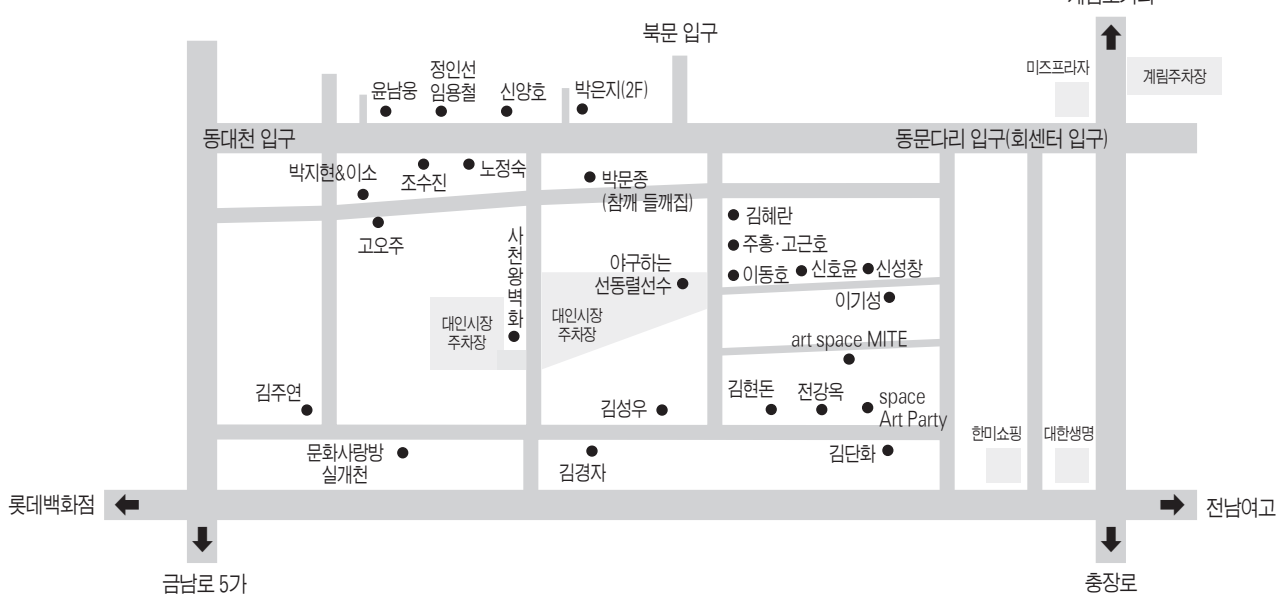 북문 입구
미즈프라자
계림주차장
윤남웅
정인선
임용철
신양호
박은지(2F)
동대천 입구
동문다리 입구(회센터 입구)
박지현&이소
조수진
노정숙
박문종
(참깨 들깨집)
고오주
사천왕벽화
김혜란
주홍·고근호
이동호
신호윤
신성창
야구하는
선동렬선수
이기성
대인시장
주차장
대인시장
주차장
art space MITE
김주연
김성우
김현돈
전강옥
space
Art Party
문화사랑방
실개천
김경자
김단화
한미쇼핑
대한생명
롯데백화점
전남여고
금남로 5가
충장로